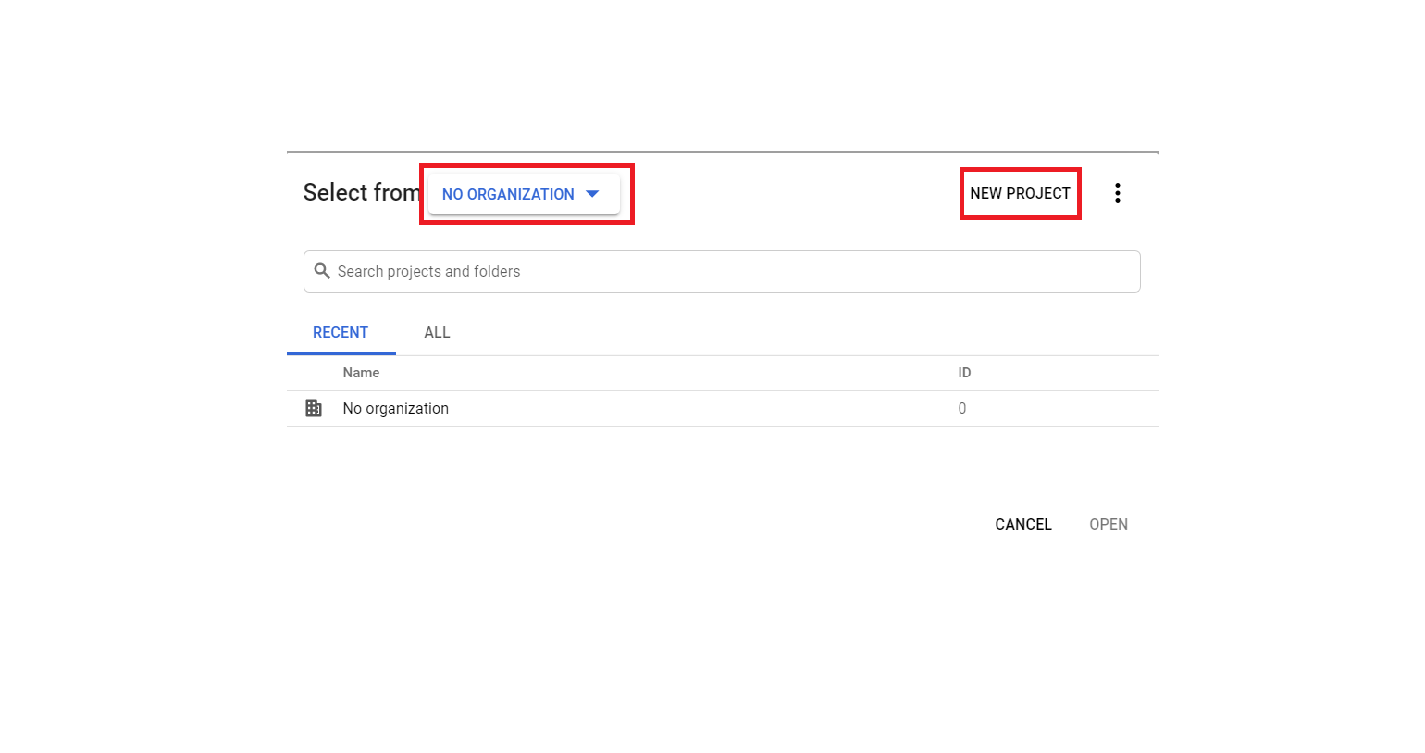 Select from NO ORGANIZATION NEW PROJECT
Search projects and folders
RECENT ALL
Name ID
No organization 0
CANCEL OPEN